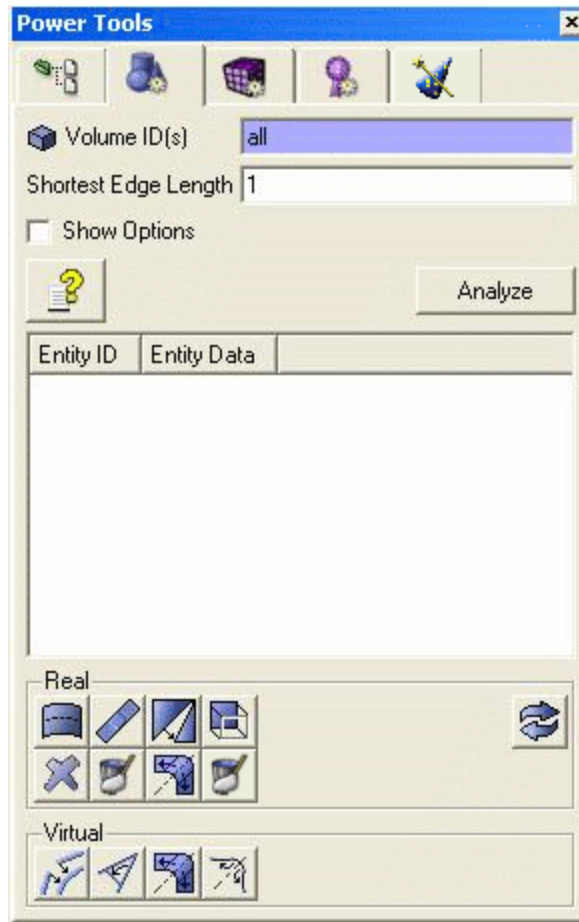 Power Tools
Volume ID(s) all
Shortest Edge Length 1
Show Options
Analyze
Entity ID Entity Data
Real
Virtual